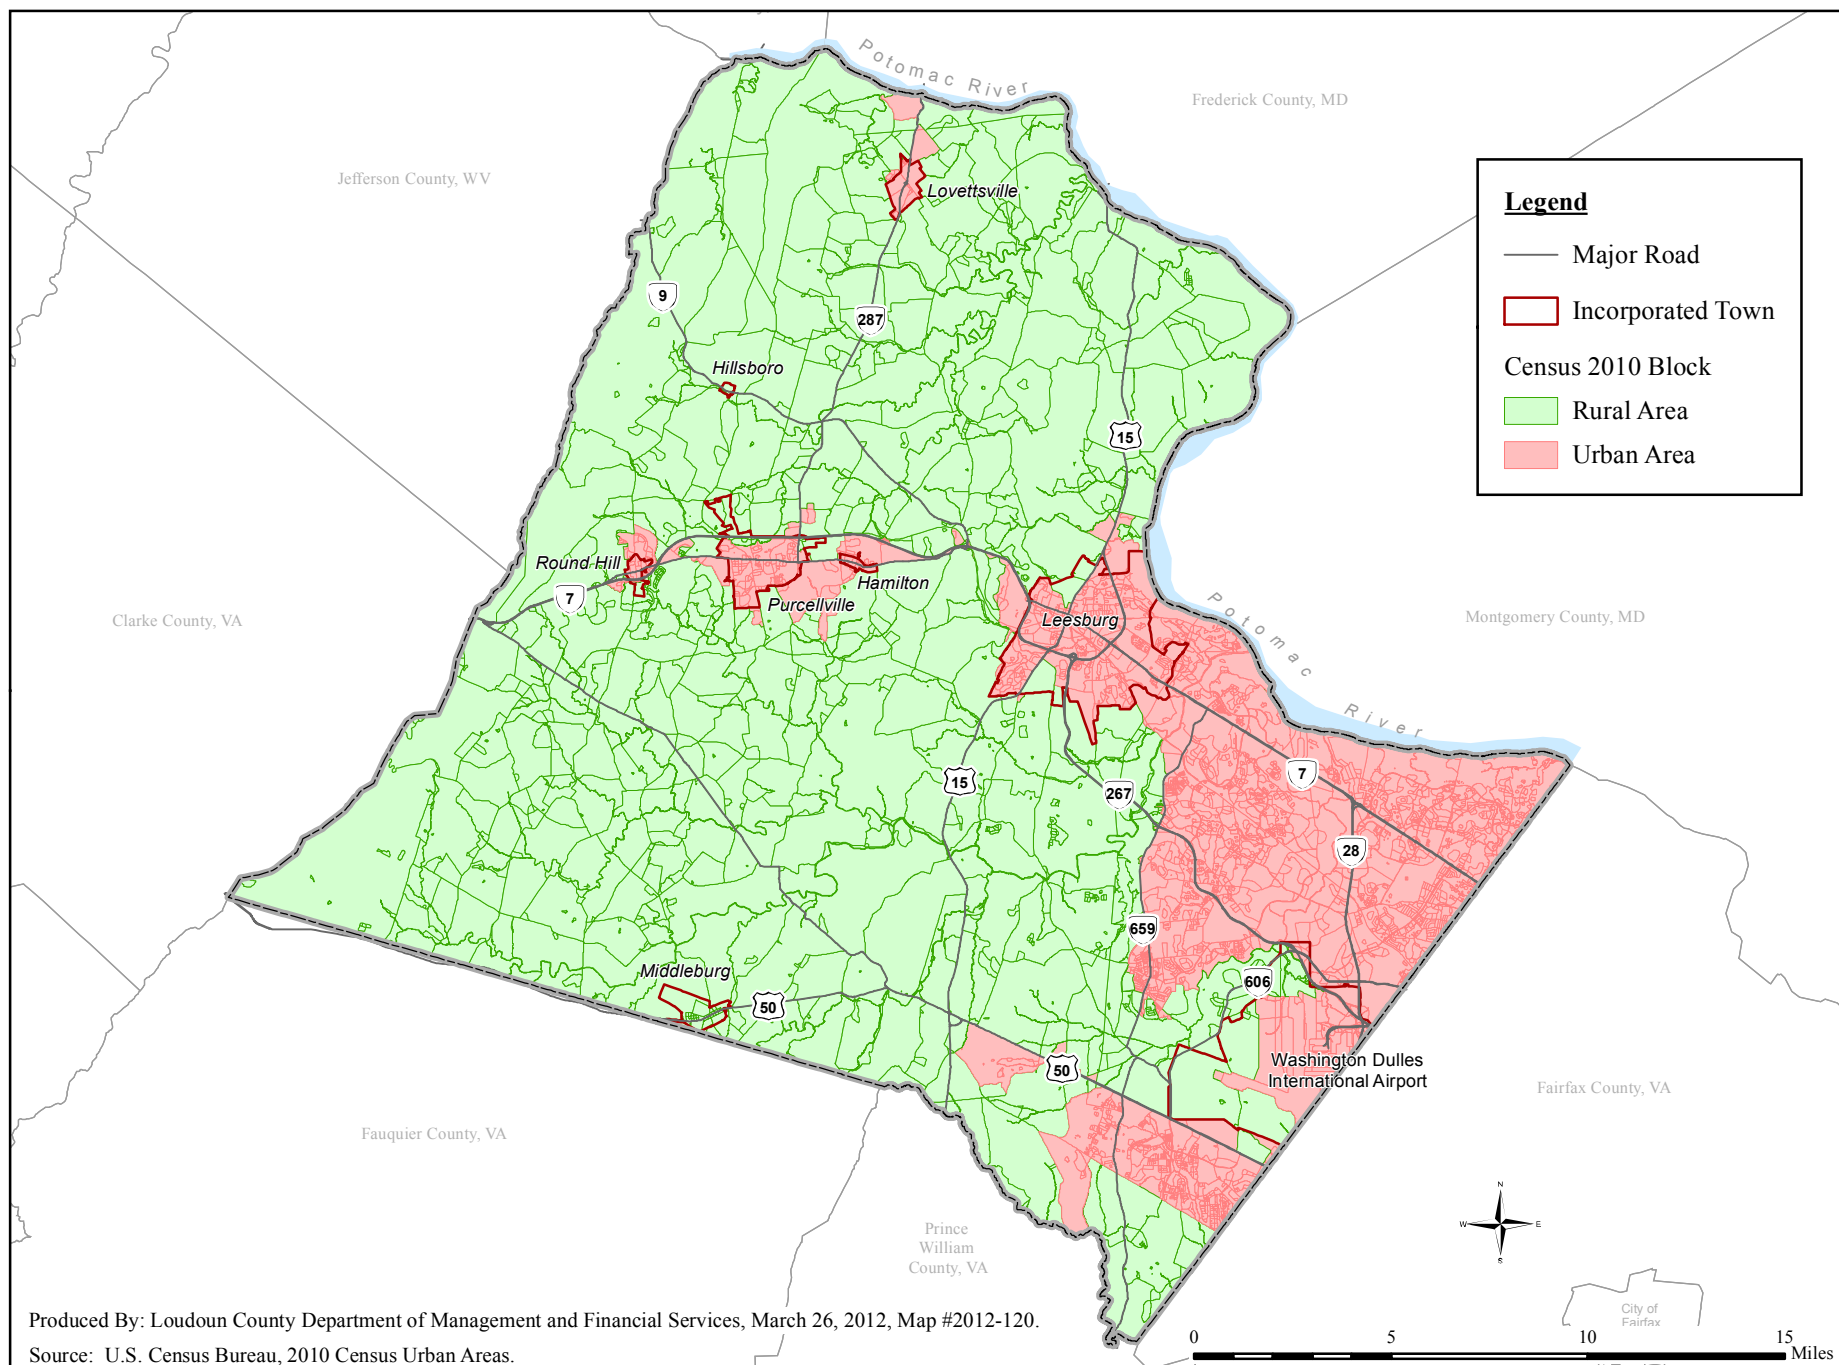 Potomac River
Frederick County, MD
Jefferson County, WV
Lovettsville
Legend
Major Road
Incorporated Town
Census 2010 Block
Rural Area
Urban Area
9
287
Hillsboro
15
Round Hill
Hamilton
7
Purcellville
Leesburg
Clarke County, VA
Potomac River
Montgomery County, MD
15
267
7
28
659
Middleburg
50
606
50
Washington Dulles
International Airport
Fairfax County, VA
Fauquier County, VA
Prince
William
County, VA
N
W E
S
City of
Fairfax
Produced By: Loudoun County Department of Management and Financial Services, March 26, 2012, Map #2012-120.
Source: U.S. Census Bureau, 2010 Census Urban Areas.
0 5 10 15
Miles